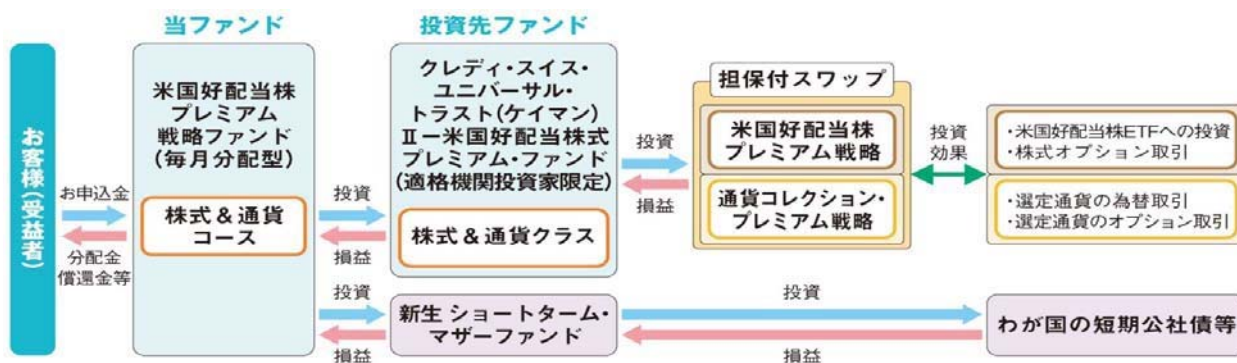 当ファンド
投資先ファンド
お客様(受益者)
お申込金
分配金
償還金等
米国好配当株
プレミアム
戦略ファンド
(毎月分配型)
株式&通貨
コース
投資
損益
投資
損益
クレディ・スイス・
ユニバーサル・
トラスト(ケイマン)
Ⅱー米国好配当株式
プレミアム・ファンド
(適格機関投資家限定)
株式&通貨クラス
新生 ショートターム・
マザーファンド
投資
損益
担保付スワップ
米国好配当株
プレミアム戦略
通貨コレクション・
プレミアム戦略
投資
効果
・米国好配当株ETFへの投資
・株式オプション取引
・選定通貨の為替取引
・選定通貨のオプション取引
投資
損益
わが国の短期公社債等